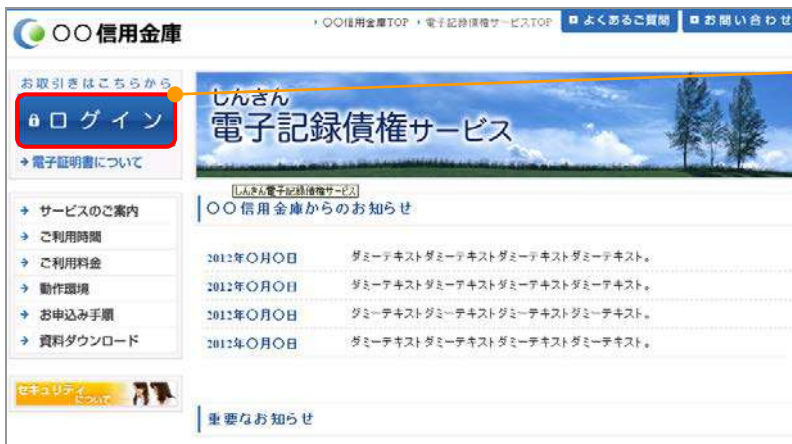 〇〇信用金庫
〇〇信用金庫TOP
電子記録債権サービスTOP
よくあるご質問
お問い合わせ
お取引きはこちらから
ログイン
電子証明書について
しんきん
電子記録債権サービス
しんきん電子記録債権サービス
サービスのご案内
ご利用時間
ご利用料金
動作環境
お申込み手順
資料ダウンロード
セキュリティ
について
〇〇信用金庫からのお知らせ
2012年〇月〇日 ダミーテキストダミーテキストダミーテキストダミーテキスト。
2012年〇月〇日 ダミーテキストダミーテキストダミーテキストダミーテキスト。
2012年〇月〇日 ダミーテキストダミーテキストダミーテキストダミーテキスト。
2012年〇月〇日 ダミーテキストダミーテキストダミーテキストダミーテキスト。
重要なお知らせ